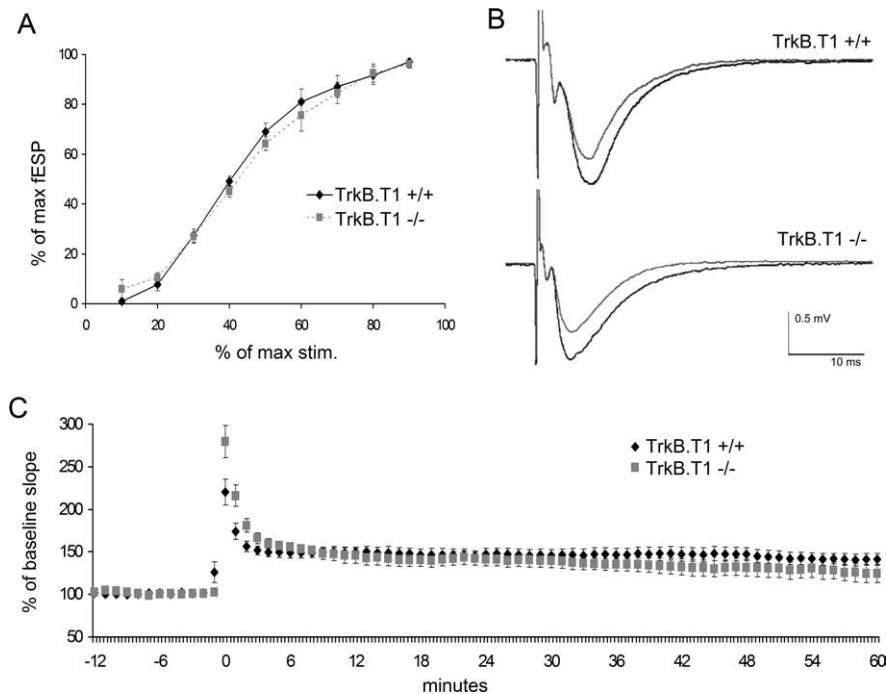 A
% of max fESP
100
80
60
40
20
0
0 20 40 60 80 100
% of max stim.
TrkB.T1 +/+
TrkB.T1 -/-
B
TrkB.T1 +/+
TrkB.T1 -/-
0.5 mV
10 ms
C
% of baseline slope
300
250
200
150
100
50
-12 -6 0 6 12 18 24 30 36 42 48 54 60
minutes
TrkB.T1 +/+
TrkB.T1 -/-